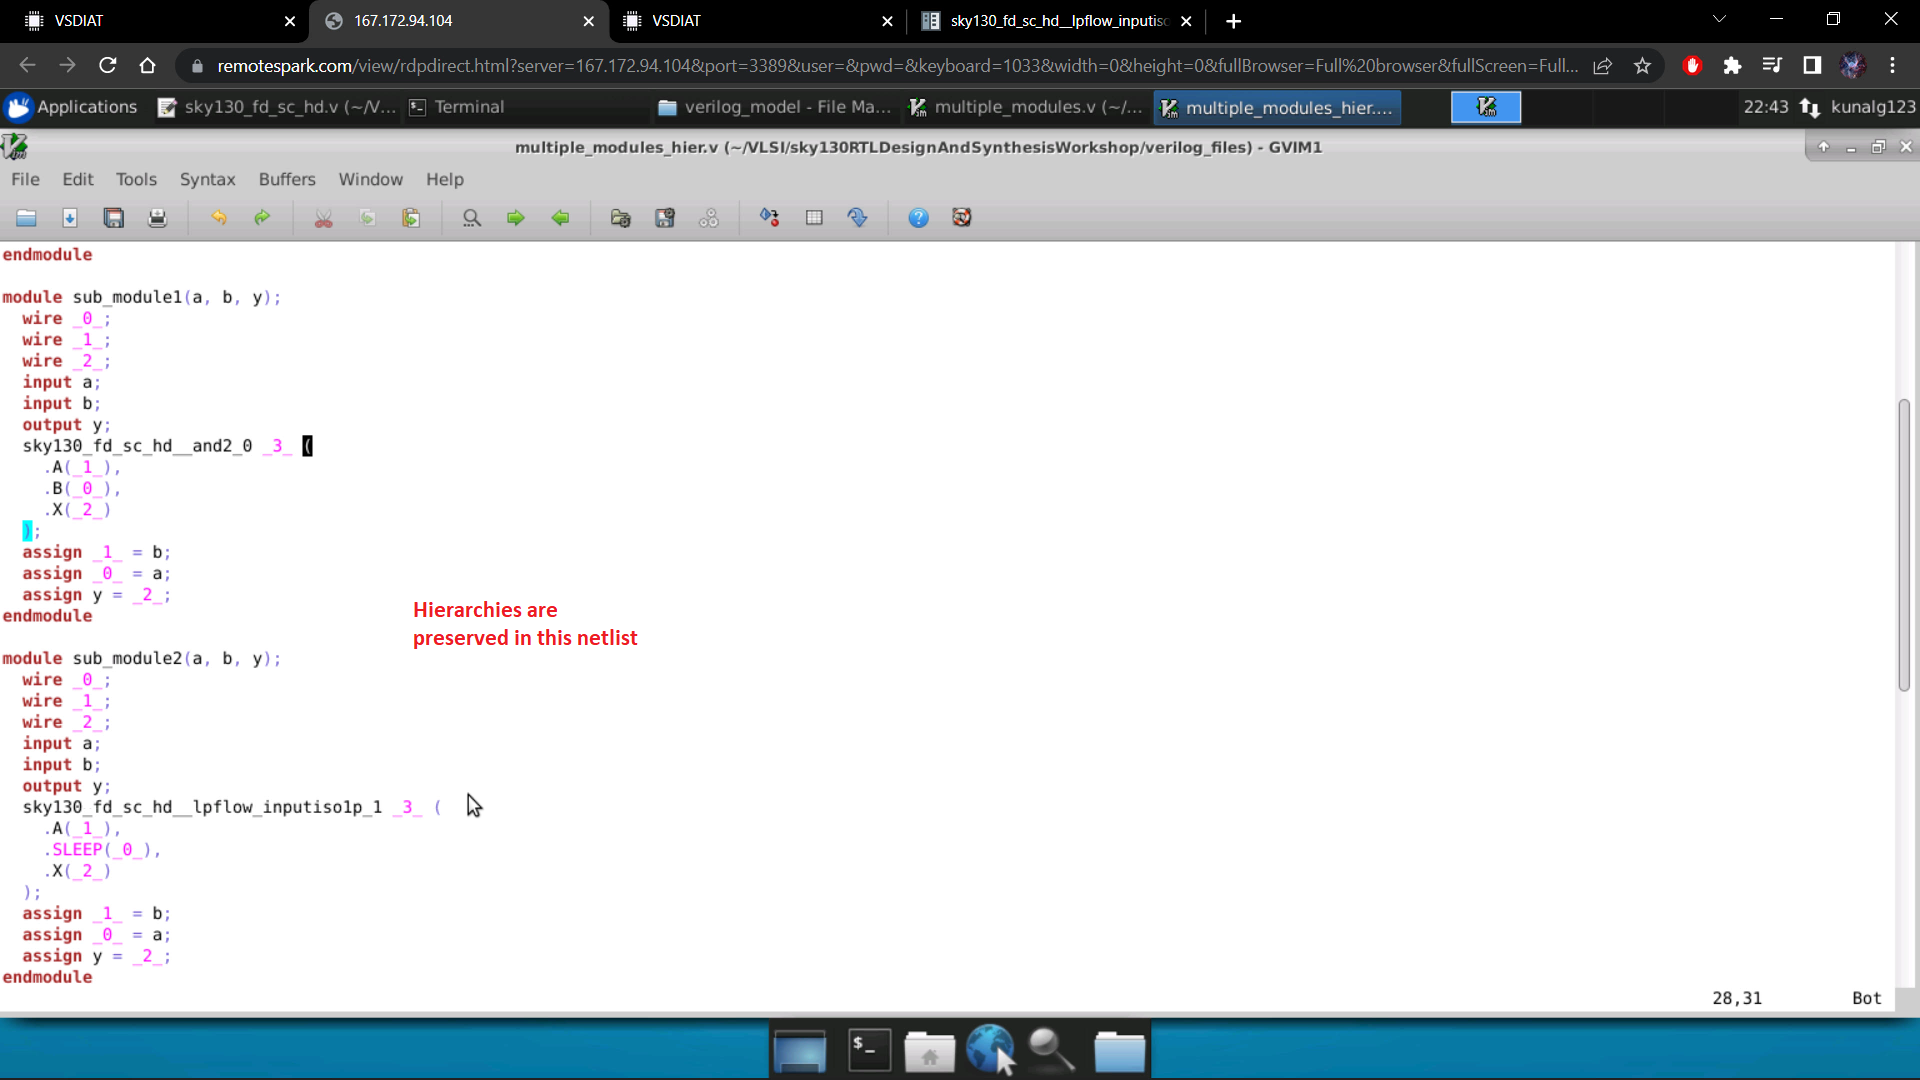 VSDIAT
167.172.94.104
VSDIAT
sky130_fd_sc_hd__lpflow_inputiso
remotespark.com/view/rdpdirect.html?server=167.172.94.104&port=3389&user=&pwd=&keyboard=1033&width=0&height=0&fullBrowser=Full%20browser&fullScreen=Full...
Applications
sky130_fd_sc_hd.v (~/V...
Terminal
verilog_model - File Ma...
multiple_modules.v (~/...
multiple_modules_hier....
22:43
kunalg123
multiple_modules_hier.v (~/VLSI/sky130RTLDesignAndSynthesisWorkshop/verilog_files) - GVIM1
File Edit Tools Syntax Buffers Window Help
endmodule
module sub_module1(a, b, y);
wire _0_;
wire _1_;
wire _2_;
input a;
input b;
output y;
sky130_fd_sc_hd__and2_0 _3_ (
.A(_1_),
.B(_0_),
.X(_2_)
);
assign _1_ = b;
assign _0_ = a;
assign y = _2_;
endmodule
Hierarchies are
preserved in this netlist
module sub_module2(a, b, y);
wire _0_;
wire _1_;
wire _2_;
input a;
input b;
output y;
sky130_fd_sc_hd__lpflow_inputiso1p_1 _3_ (
.A(_1_),
.SLEEP(_0_),
.X(_2_)
);
assign _1_ = b;
assign _0_ = a;
assign y = _2_;
endmodule
28,31 Bot
$_